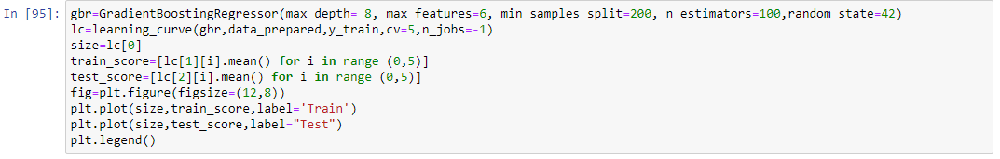 In [95]: gbr=GradientBoostingRegressor(max_depth= 8, max_features=6, min_samples_split=200, n_estimators=100,random_state=42)
lc=learning_curve(gbr,data_prepared,y_train,cv=5,n_jobs=-1)
size=lc[0]
train_score=[lc[1][i].mean() for i in range (0,5)]
test_score=[lc[2][i].mean() for i in range (0,5)]
fig=plt.figure(figsize=(12,8))
plt.plot(size,train_score,label='Train')
plt.plot(size,test_score,label="Test")
plt.legend()